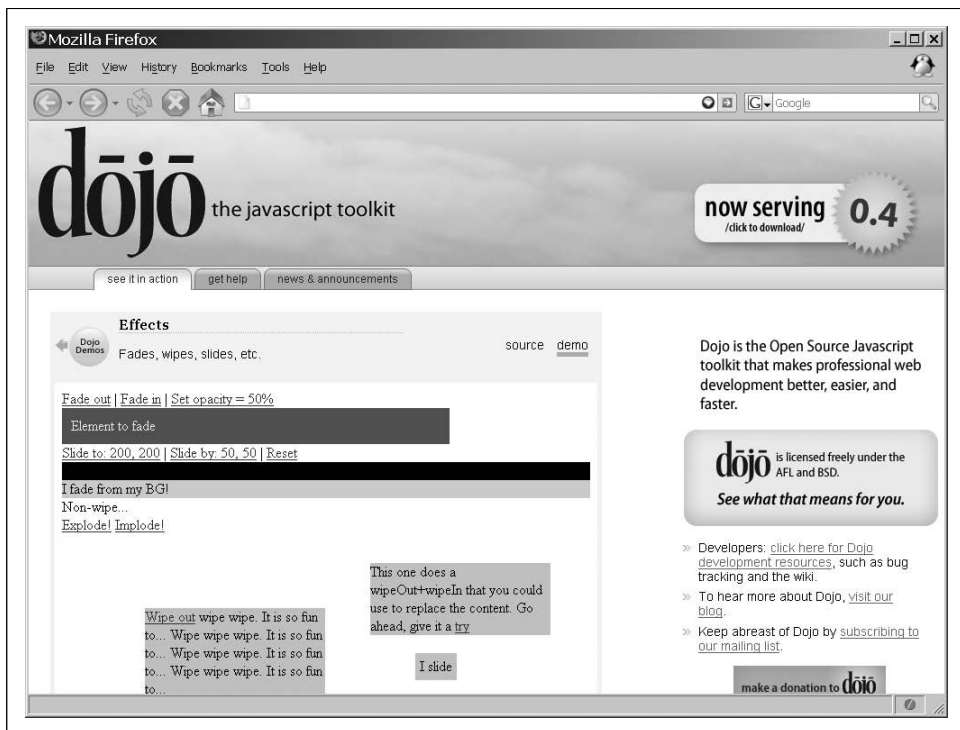 Mozilla Firefox
File Edit View History Bookmarks Tools Help
G Google
dōjō the javascript toolkit
now serving
/click to download/
0.4
see it in action
get help
news & announcements
Dojo
Demos
Effects
Fades, wipes, slides, etc.
source demo
Fade out | Fade in | Set opacity = 50%
Element to fade
Slide to: 200, 200 | Slide by: 50, 50 | Reset
I fade from my BG!
Non-wipe...
Explode! Implode!
This one does a
wipeOut+wipeIn that you could
use to replace the content. Go
ahead, give it a try
Wipe out wipe wipe. It is so fun
to... Wipe wipe wipe. It is so fun
to... Wipe wipe wipe. It is so fun
to... Wipe wipe wipe. It is so fun
to...
I slide
Dojo is the Open Source Javascript
toolkit that makes professional web
development better, easier, and
faster.
dōjō is licensed freely under the
AFL and BSD.
See what that means for you.
» Developers: click here for Dojo
development resources, such as bug
tracking and the wiki.
» To hear more about Dojo, visit our
blog.
» Keep abreast of Dojo by subscribing to
our mailing list.
make a donation to dōjō